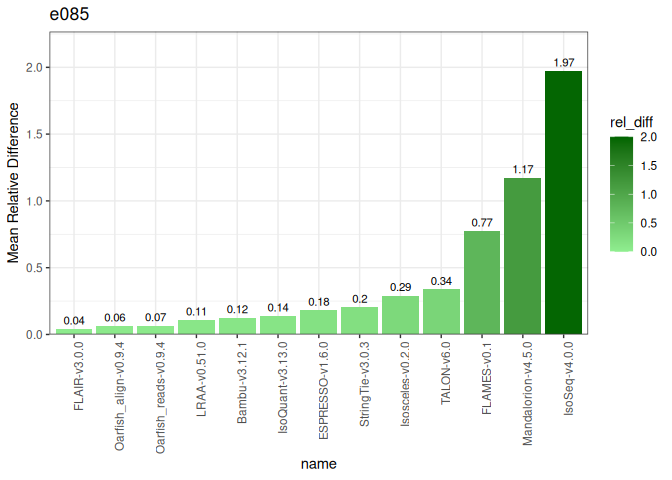 e085
Mean Relative Difference
2.0
1.5
1.0
0.5
0.0
0.04
0.06
0.07
0.11
0.12
0.14
0.18
0.2
0.29
0.34
0.77
1.17
1.97
FLAIR-v3.0.0
Oarfish_align-v0.9.4
Oarfish_reads-v0.9.4
LRAA-v0.51.0
Bambu-v3.12.1
IsoQuant-v3.13.0
ESPRESSO-v1.6.0
StringTie-v3.0.3
Isosceles-v0.2.0
TALON-v6.0
FLAMES-v0.1
Mandalorion-v4.5.0
IsoSeq-v4.0.0
name
rel_diff
2.0
1.5
1.0
0.5
0.0